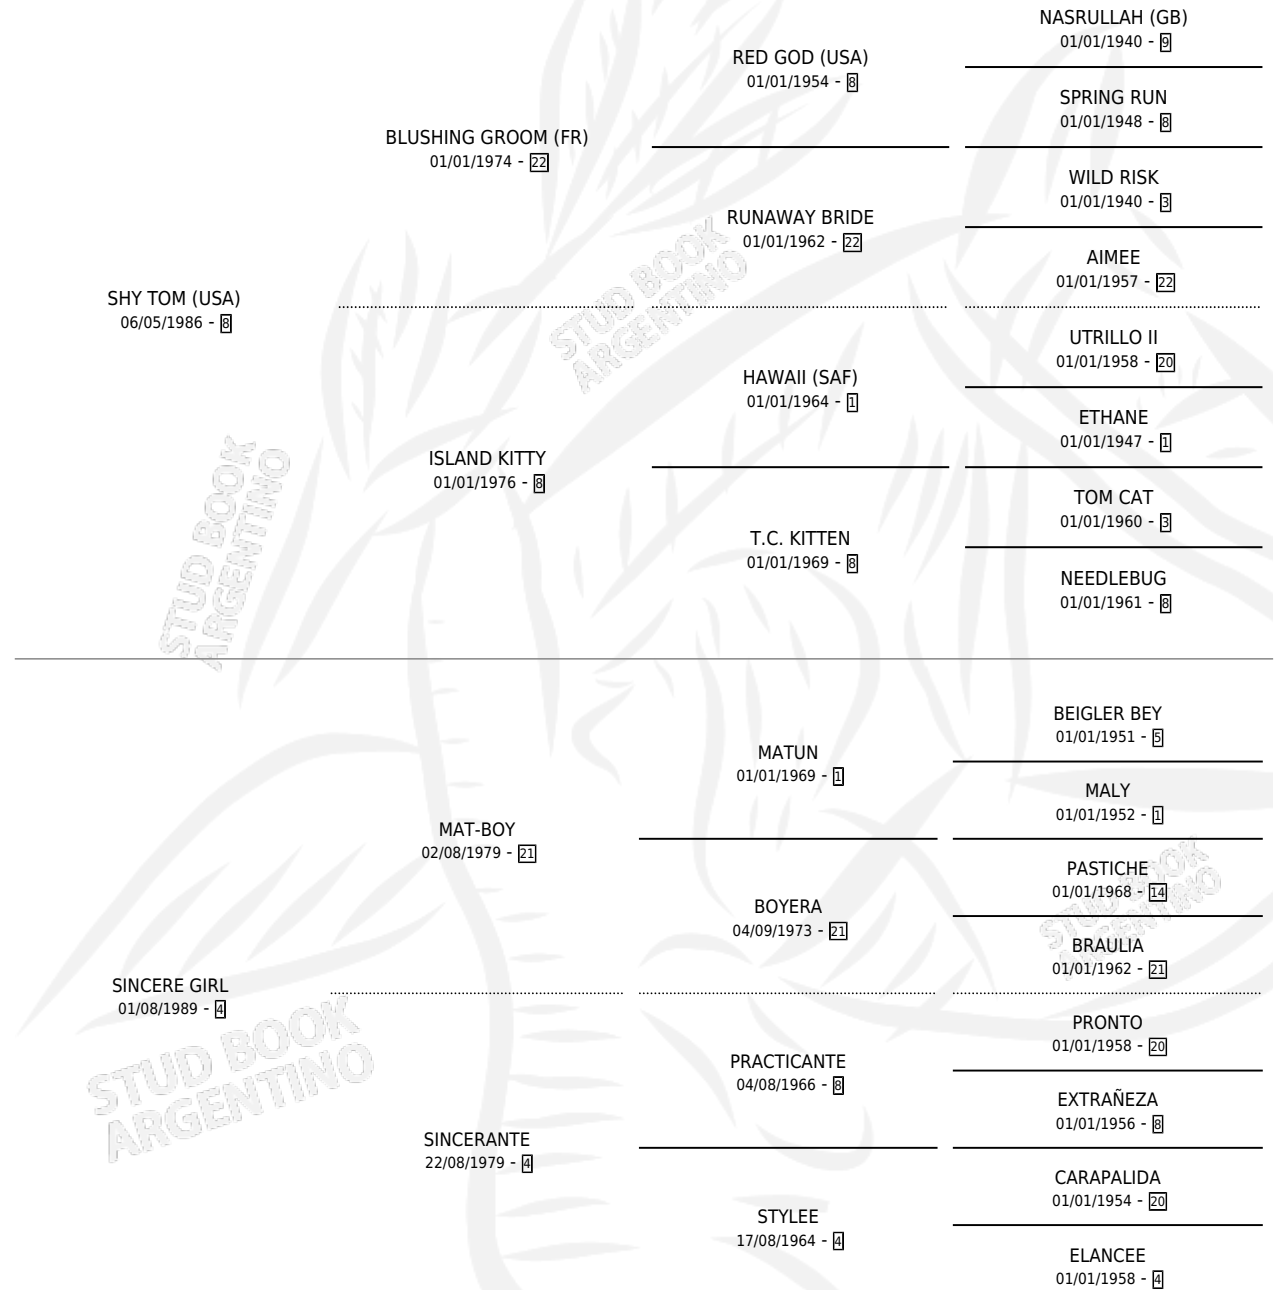 NASRULLAH (GB)
01/01/1940 - 9
RED GOD (USA)
01/01/1954 - 8
SPRING RUN
01/01/1948 - 8
BLUSHING GROOM (FR)
01/01/1974 - 22
WILD RISK
01/01/1940 - 3
RUNAWAY BRIDE
01/01/1962 - 22
AIMEE
01/01/1957 - 22
SHY TOM (USA)
06/05/1986 - 8
UTRILLO II
01/01/1958 - 20
HAWAII (SAF)
01/01/1964 - 1
ETHANE
01/01/1947 - 1
ISLAND KITTY
01/01/1976 - 8
TOM CAT
01/01/1960 - 3
T.C. KITTEN
01/01/1969 - 8
NEEDLEBUG
01/01/1961 - 8
BEIGLER BEY
01/01/1951 - 5
MATUN
01/01/1969 - 1
MALY
01/01/1952 - 1
MAT-BOY
02/08/1979 - 21
PASTICHE
01/01/1968 - 14
BOYERA
04/09/1973 - 21
BRAULIA
01/01/1962 - 21
SINCERE GIRL
01/08/1989 - 4
PRONTO
01/01/1958 - 20
PRACTICANTE
04/08/1966 - 8
EXTRAÑEZA
01/01/1956 - 8
SINCERANTE
22/08/1979 - 4
CARAPALIDA
01/01/1954 - 20
STYLEE
17/08/1964 - 4
ELANCEE
01/01/1958 - 4
STUD BOOK
ARGENTINO
STUD BOOK
ARGENTINO
STUD BOOK
ARGENTINO
STUD BOOK
ARGENTINO